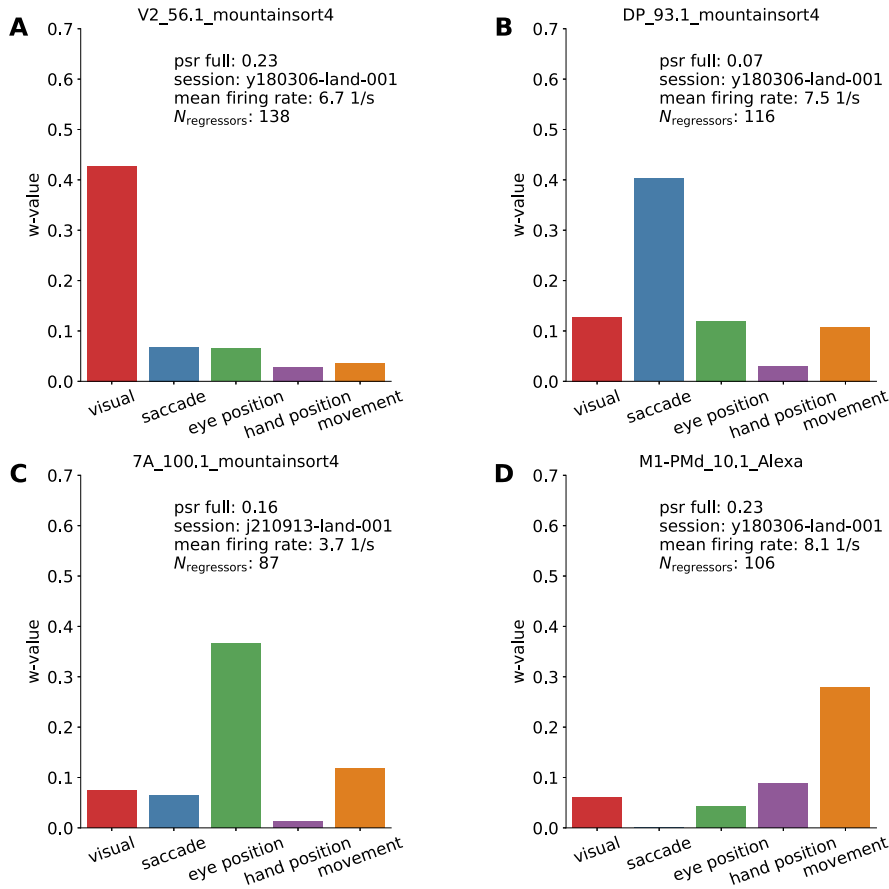 A
V2_56.1_mountainsort4
psr full: 0.23
session: y180306-land-001
mean firing rate: 6.7 1/s
N_regressors: 138
w-value
0.7
0.6
0.5
0.4
0.3
0.2
0.1
0.0
visual
saccade
eye position
hand position
movement
B
DP_93.1_mountainsort4
psr full: 0.07
session: y180306-land-001
mean firing rate: 7.5 1/s
N_regressors: 116
w-value
0.7
0.6
0.5
0.4
0.3
0.2
0.1
0.0
visual
saccade
eye position
hand position
movement
C
7A_100.1_mountainsort4
psr full: 0.16
session: j210913-land-001
mean firing rate: 3.7 1/s
N_regressors: 87
w-value
0.7
0.6
0.5
0.4
0.3
0.2
0.1
0.0
visual
saccade
eye position
hand position
movement
D
M1-PMd_10.1_Alexa
psr full: 0.23
session: y180306-land-001
mean firing rate: 8.1 1/s
N_regressors: 106
w-value
0.7
0.6
0.5
0.4
0.3
0.2
0.1
0.0
visual
saccade
eye position
hand position
movement